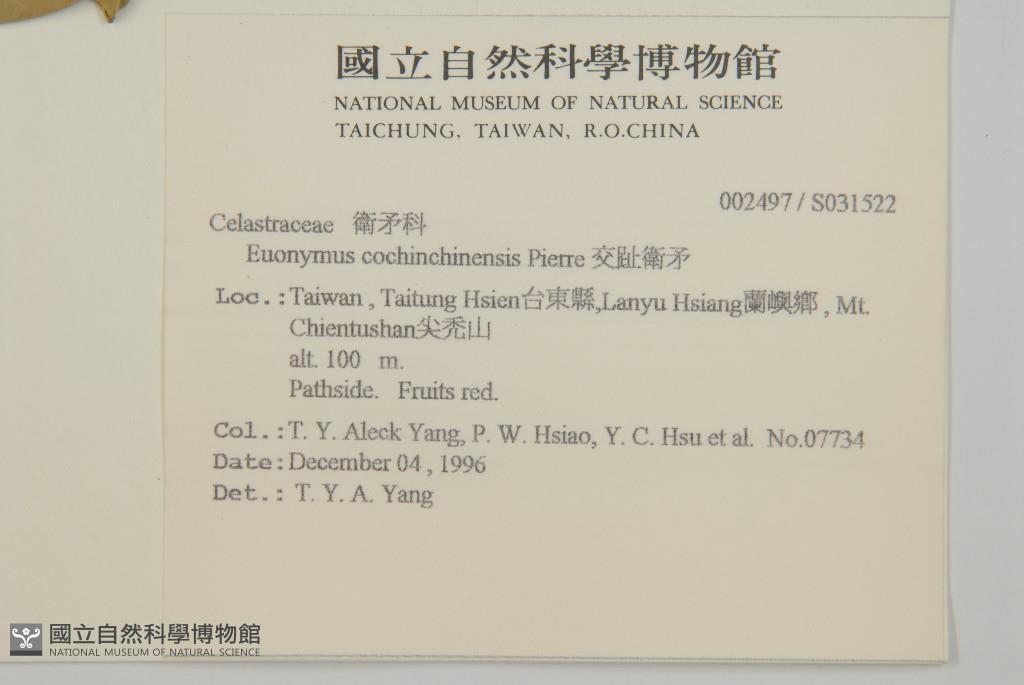 國立自然科學博物館
NATIONAL MUSEUM OF NATURAL SCIENCE
TAICHUNG, TAIWAN, R.O.CHINA
002497 / S031522
Celastraceae 衛矛科
Euonymus cochinchinensis Pierre 交趾衛矛
Loc.:Taiwan , Taitung Hsien台東縣,Lanyu Hsiang蘭嶼鄉 , Mt.
Chientushan尖禿山
alt. 100 m.
Pathside. Fruits red.
Col.:T. Y. Aleck Yang, P. W. Hsiao, Y. C. Hsu et al. No.07734
Date:December 04 , 1996
Det.: T. Y. A. Yang
國立自然科學博物館
NATIONAL MUSEUM OF NATURAL SCIENCE